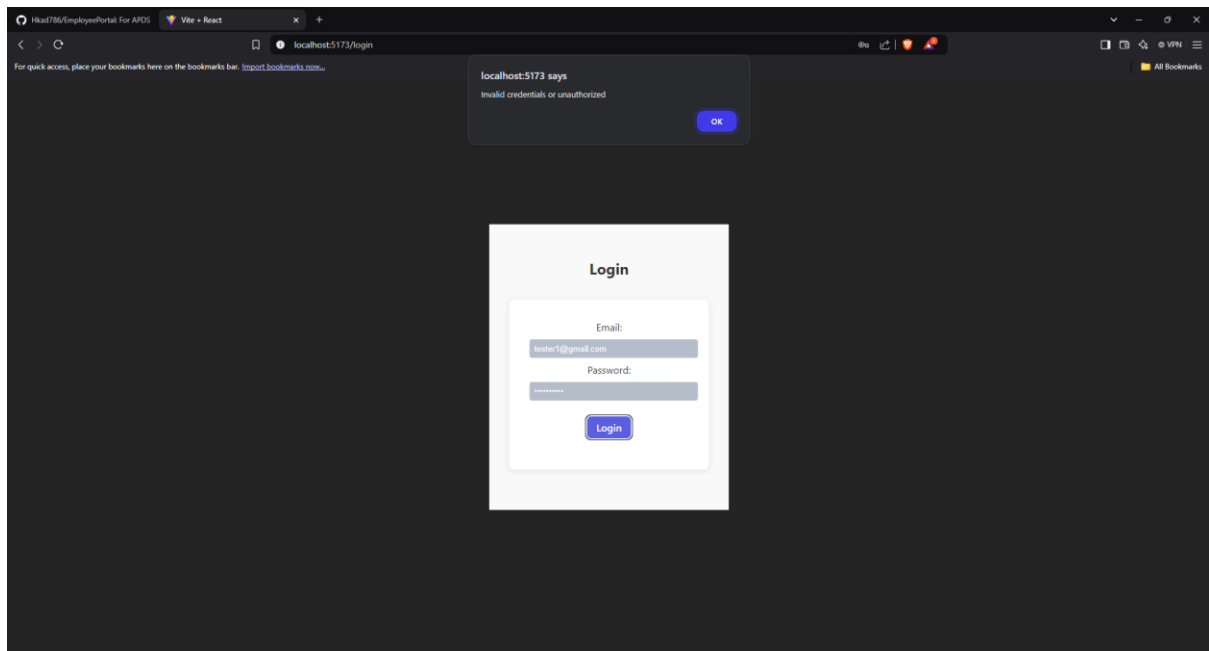 Hkad786/EmployeePortal: For APDS
Vite + React
localhost:5173/login
VPN
For quick access, place your bookmarks here on the bookmarks bar. Import bookmarks now...
All Bookmarks
localhost:5173 says
Invalid credentials or unauthorized
OK
Login
Email:
tester1@gmail.com
Password:
Login